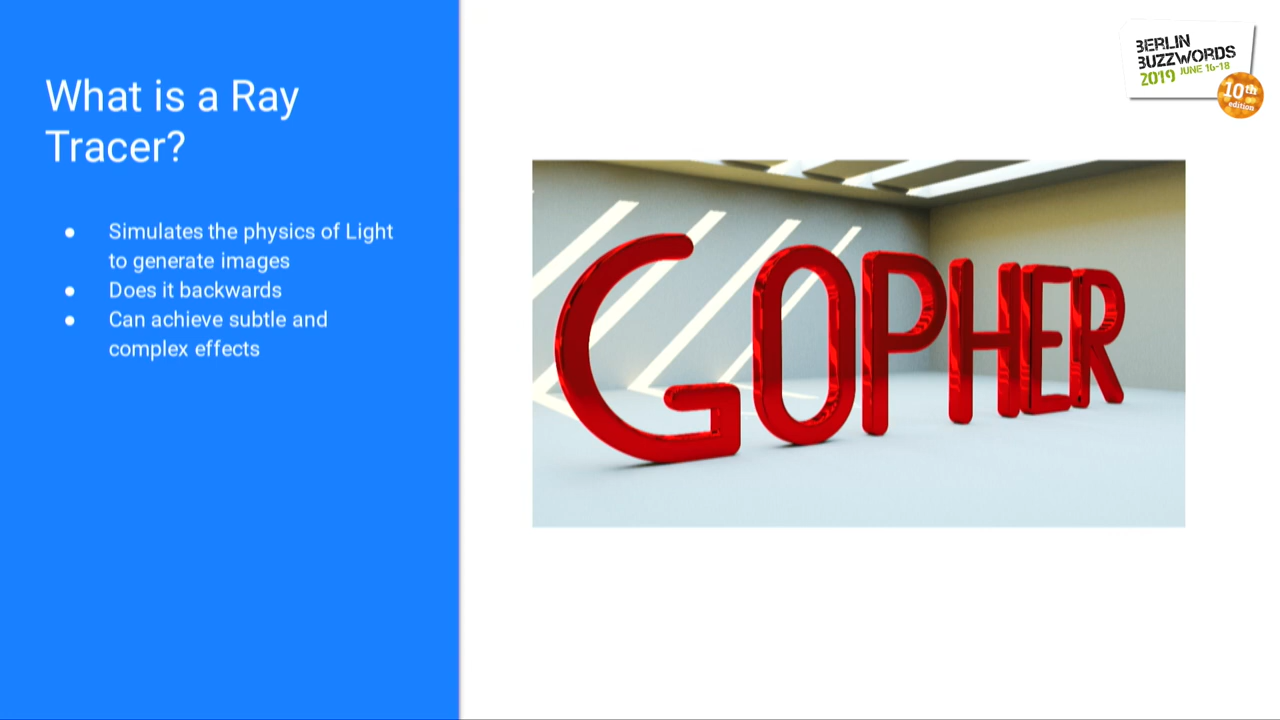 What is a Ray
Tracer?
● Simulates the physics of Light
to generate images
● Does it backwards
● Can achieve subtle and
complex effects
GOPHER
BERLIN
BUZZWORDS
2019 JUNE 16-18
10th
edition